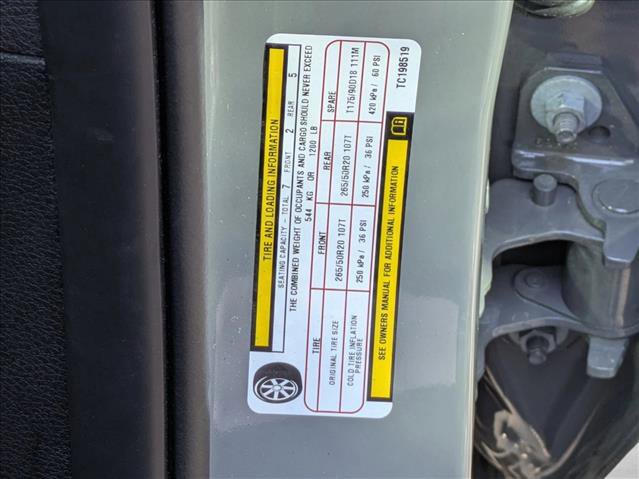 TIRE AND LOADING INFORMATION
SEATING CAPACITY - TOTAL 7 FRONT 2 REAR 5
THE COMBINED WEIGHT OF OCCUPANTS AND CARGO SHOULD NEVER EXCEED
544 KG OR 1200 LB
TIRE FRONT REAR SPARE
ORIGINAL TIRE SIZE 265/50R20 107T 265/50R20 107T T175/90D18 111M
COLD TIRE INFLATION PRESSURE 250 kPa / 36 PSI 250 kPa / 36 PSI 420 kPa / 60 PSI
SEE OWNERS MANUAL FOR ADDITIONAL INFORMATION
TC198519